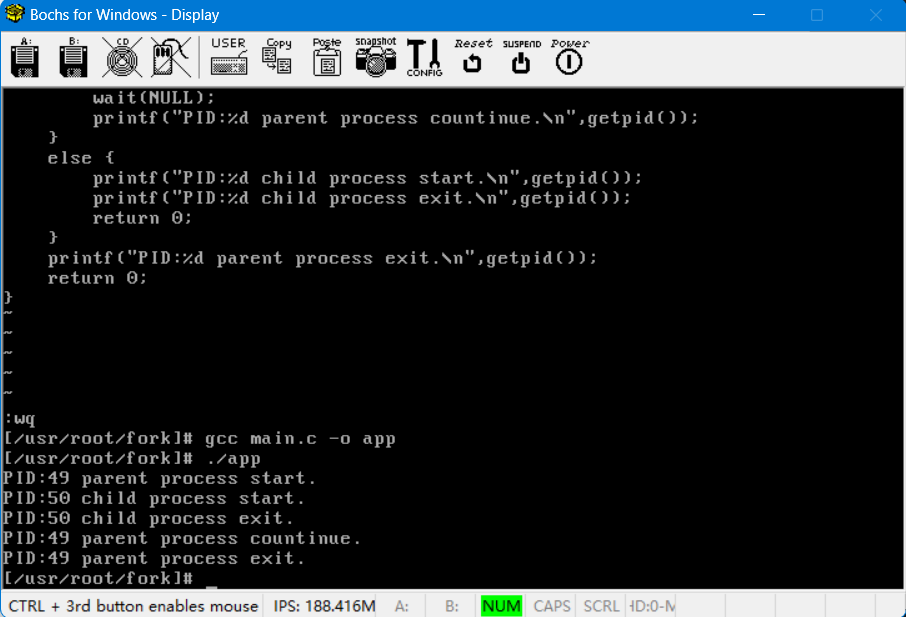 Bochs for Windows - Display
A: B: CD USER Copy Paste snapshot CONFIG Reset SUSPEND Power
        wait(NULL);
        printf("PID:%d parent process countinue.\n",getpid());
    }
    else {
        printf("PID:%d child process start.\n",getpid());
        printf("PID:%d child process exit.\n",getpid());
        return 0;
    }
    printf("PID:%d parent process exit.\n",getpid());
    return 0;
}
~
~
~
~
~
:wq
[/usr/root/fork]# gcc main.c -o app
[/usr/root/fork]# ./app
PID:49 parent process start.
PID:50 child process start.
PID:50 child process exit.
PID:49 parent process countinue.
PID:49 parent process exit.
[/usr/root/fork]# _
CTRL + 3rd button enables mouse IPS: 188.416M A: B: NUM CAPS SCRL HD:0-M